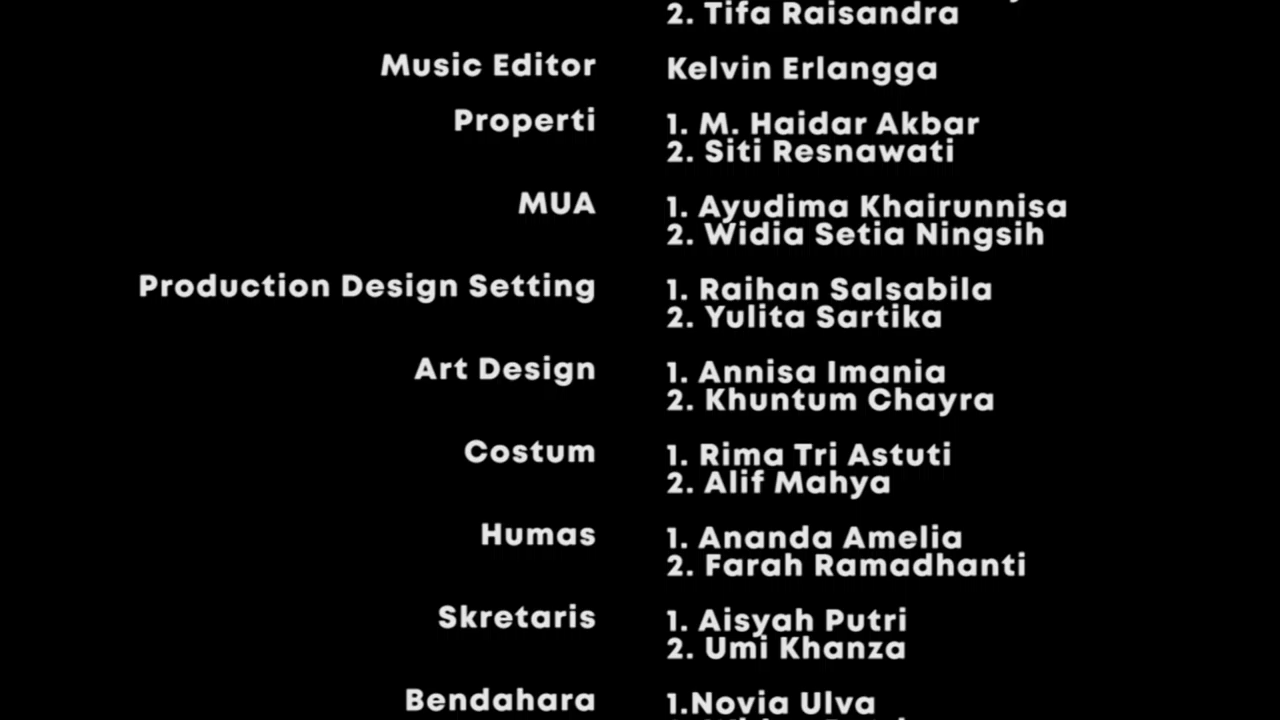 2. Tifa Raisandra
Music Editor Kelvin Erlangga
Properti 1. M. Haidar Akbar
2. Siti Resnawati
MUA 1. Ayudima Khairunnisa
2. Widia Setia Ningsih
Production Design Setting 1. Raihan Salsabila
2. Yulita Sartika
Art Design 1. Annisa Imania
2. Khuntum Chayra
Costum 1. Rima Tri Astuti
2. Alif Mahya
Humas 1. Ananda Amelia
2. Farah Ramadhanti
Skretaris 1. Aisyah Putri
2. Umi Khanza
Bendahara 1.Novia Ulva